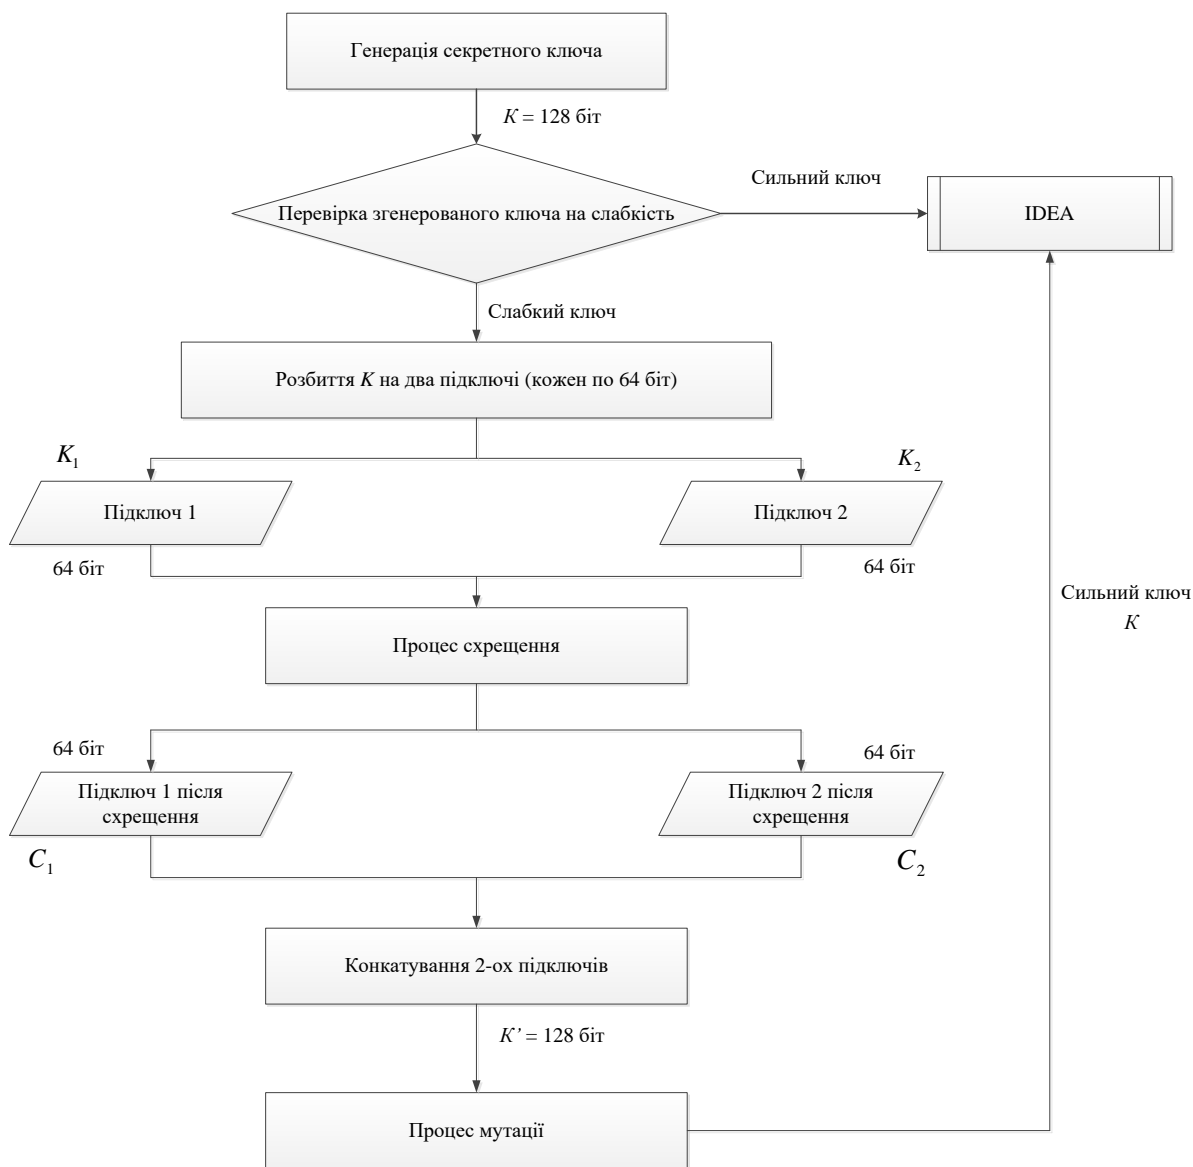 Генерація секретного ключа
K = 128 біт
Сильний ключ
Перевірка згенерованого ключа на слабкість
IDEA
Слабкий ключ
Розбиття K на два підключі (кожен по 64 біт)
K₁
K₂
Підключ 1
Підключ 2
64 біт
64 біт
Сильний ключ
K
Процес схрещення
64 біт
64 біт
Підключ 1 після
схрещення
Підключ 2 після
схрещення
C₁
C₂
Конкатування 2-ох підключів
K’ = 128 біт
Процес мутації